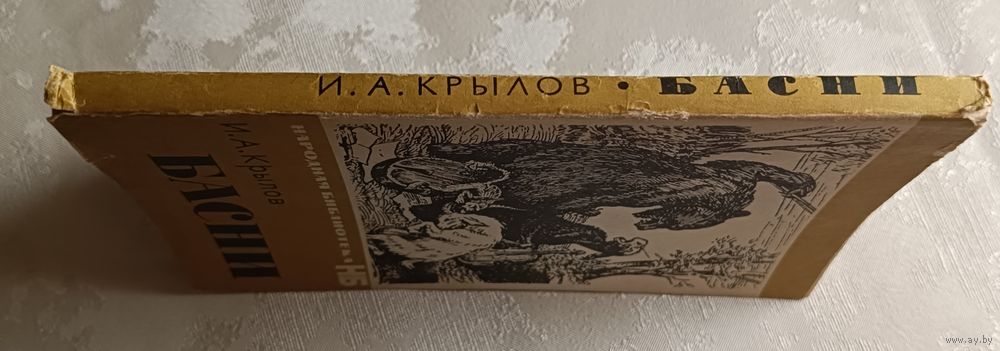 И. А. КРЫЛОВ • БАСНИ
И. А. Крылов
БАСНИ
НАРОДНАЯ БИБЛИОТЕКА • НБ
www.ay.by